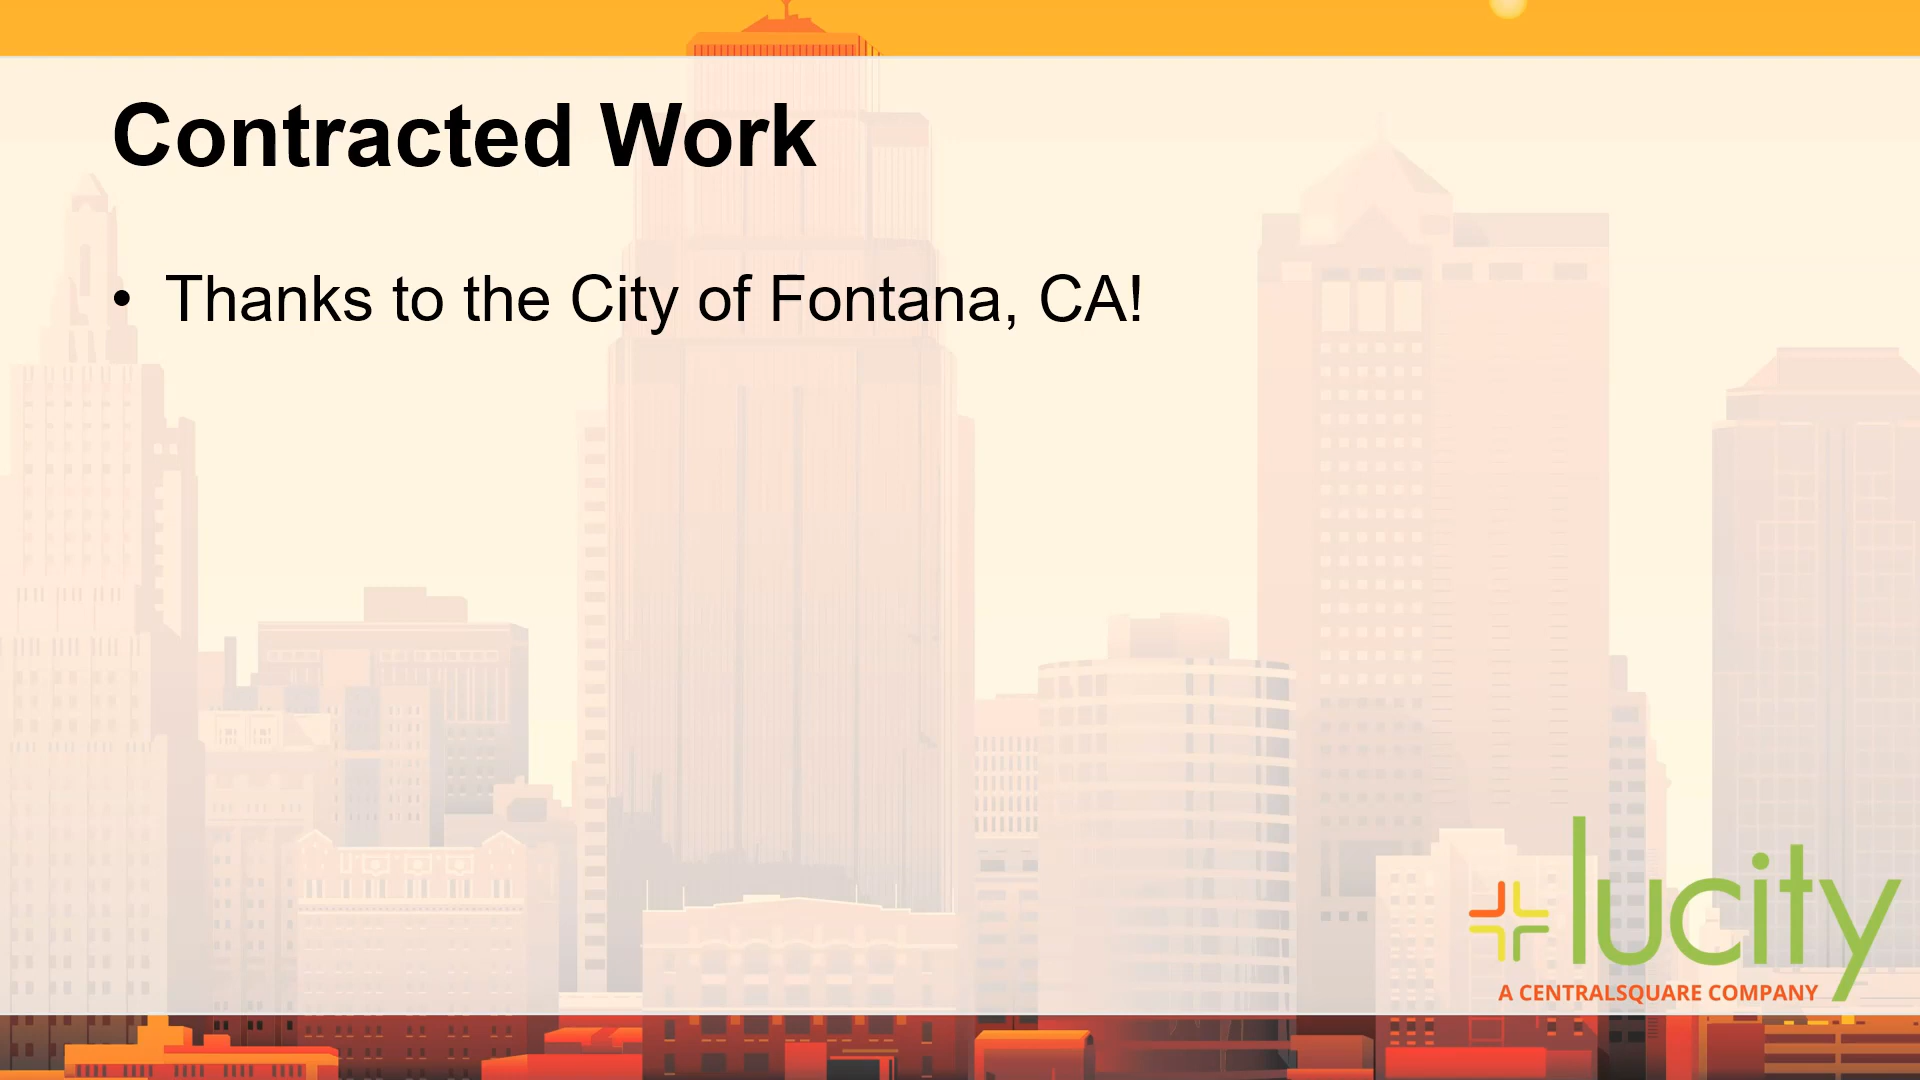 Contracted Work
• Thanks to the City of Fontana, CA!
lucity
A CENTRALSQUARE COMPANY